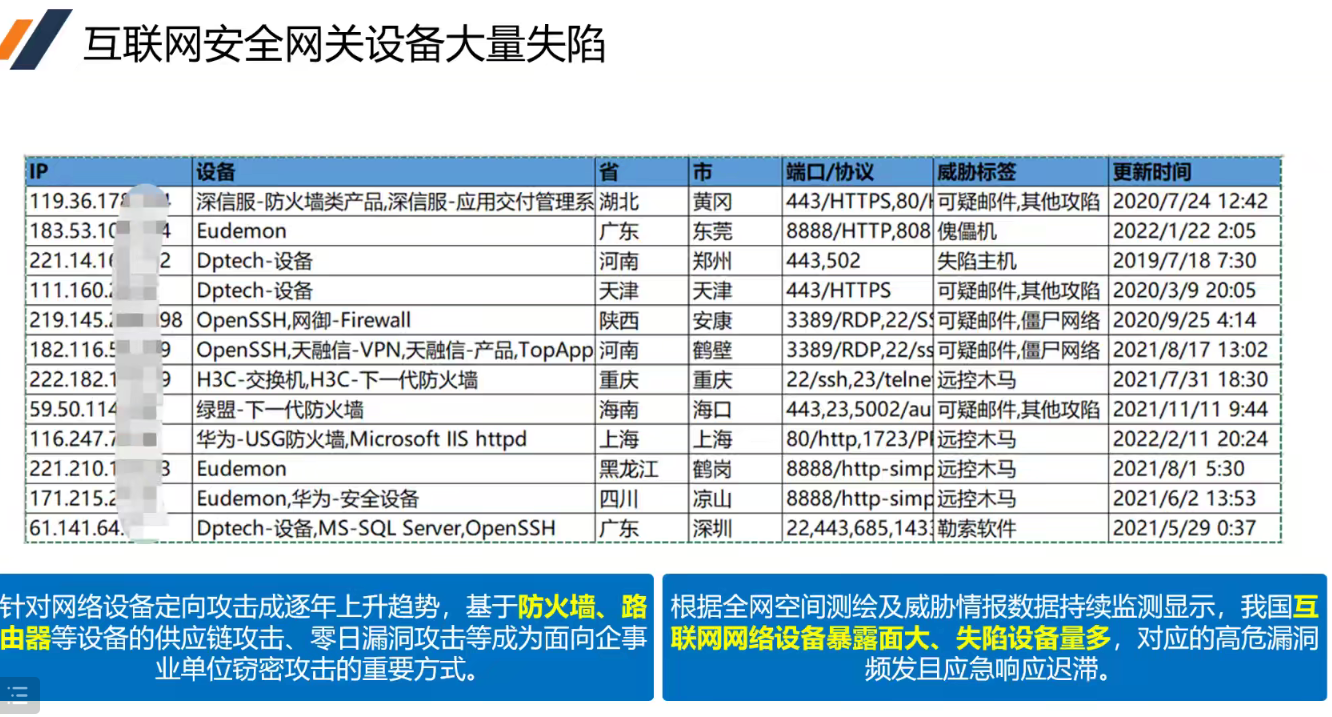 互联网安全网关设备大量失陷
IP 设备 省 市 端口/协议 威胁标签 更新时间
119.36.178 深信服-防火墙类产品,深信服-应用交付管理系 湖北 黄冈 443/HTTPS,80/H 可疑邮件,其他攻陷 2020/7/24 12:42
183.53.10 4 Eudemon 广东 东莞 8888/HTTP,808 傀儡机 2022/1/22 2:05
221.14.16 2 Dptech-设备 河南 郑州 443,502 失陷主机 2019/7/18 7:30
111.160. Dptech-设备 天津 天津 443/HTTPS 可疑邮件,其他攻陷 2020/3/9 20:05
219.145. 98 OpenSSH,网御-Firewall 陕西 安康 3389/RDP,22/SS 可疑邮件,僵尸网络 2020/9/25 4:14
182.116.5 9 OpenSSH,天融信-VPN,天融信-产品,TopApp 河南 鹤壁 3389/RDP,22/ss 可疑邮件,僵尸网络 2021/8/17 13:02
222.182.1 9 H3C-交换机,H3C-下一代防火墙 重庆 重庆 22/ssh,23/telne 远控木马 2021/7/31 18:30
59.50.114 绿盟-下一代防火墙 海南 海口 443,23,5002/au 可疑邮件,其他攻陷 2021/11/11 9:44
116.247.7 华为-USG防火墙,Microsoft IIS httpd 上海 上海 80/http,1723/PP 远控木马 2022/2/11 20:24
221.210.1 3 Eudemon 黑龙江 鹤岗 8888/http-simp 远控木马 2021/8/1 5:30
171.215.2 Eudemon,华为-安全设备 四川 凉山 8888/http-simp 远控木马 2021/6/2 13:53
61.141.64. Dptech-设备,MS-SQL Server,OpenSSH 广东 深圳 22,443,685,1433 勒索软件 2021/5/29 0:37
针对网络设备定向攻击成逐年上升趋势，基于防火墙、路
由器等设备的供应链攻击、零日漏洞攻击等成为面向企事
业单位窃密攻击的重要方式。
根据全网空间测绘及威胁情报数据持续监测显示，我国互
联网网络设备暴露面大、失陷设备量多，对应的高危漏洞
频发且应急响应迟滞。